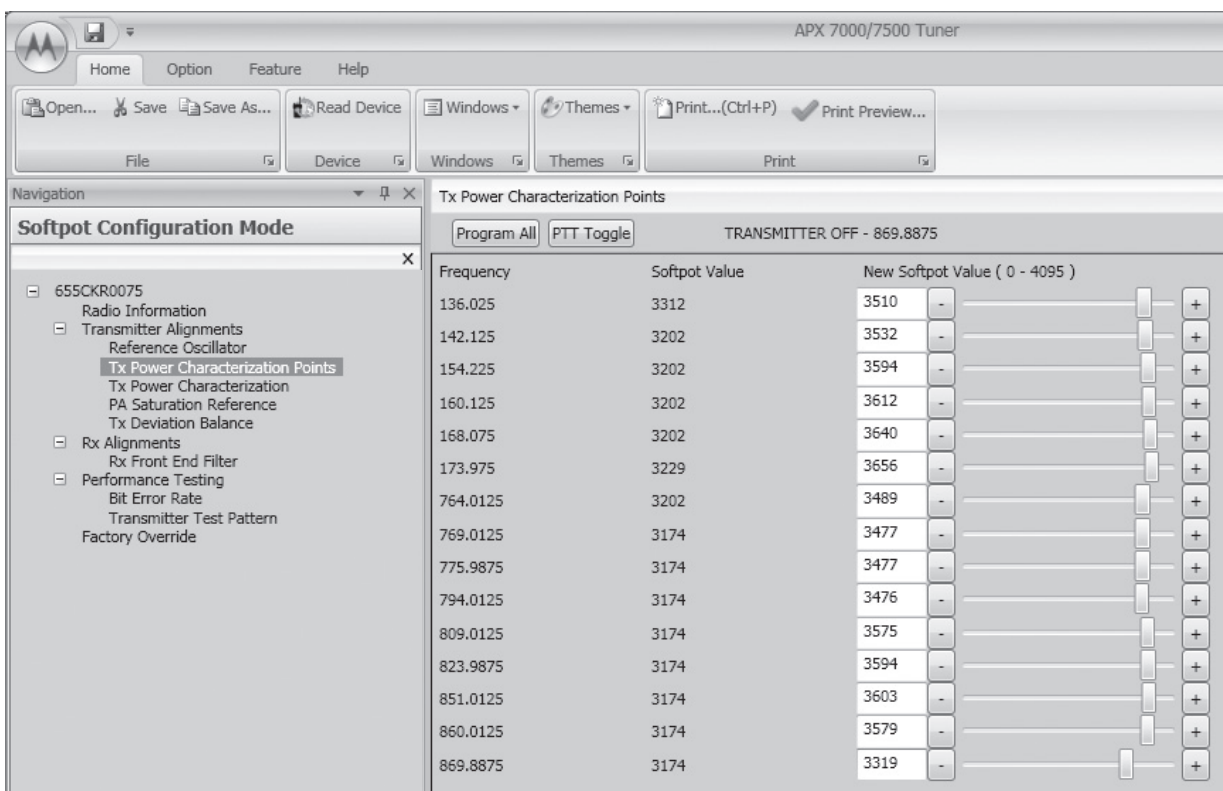 APX 7000/7500 Tuner
Home Option Feature Help
Open... Save Save As... Read Device Windows Themes Print...(Ctrl+P) Print Preview...
File Device Windows Themes Print
Navigation
Softpot Configuration Mode
655CKR0075
Radio Information
Transmitter Alignments
Reference Oscillator
Tx Power Characterization Points
Tx Power Characterization
PA Saturation Reference
Tx Deviation Balance
Rx Alignments
Rx Front End Filter
Performance Testing
Bit Error Rate
Transmitter Test Pattern
Factory Override
Tx Power Characterization Points
Program All PTT Toggle TRANSMITTER OFF - 869.8875
Frequency Softpot Value New Softpot Value ( 0 - 4095 )
136.025 3312 3510 - +
142.125 3202 3532 - +
154.225 3202 3594 - +
160.125 3202 3612 - +
168.075 3202 3640 - +
173.975 3229 3656 - +
764.0125 3202 3489 - +
769.0125 3174 3477 - +
775.9875 3174 3477 - +
794.0125 3174 3476 - +
809.0125 3174 3575 - +
823.9875 3174 3594 - +
851.0125 3174 3603 - +
860.0125 3174 3579 - +
869.8875 3174 3319 - +